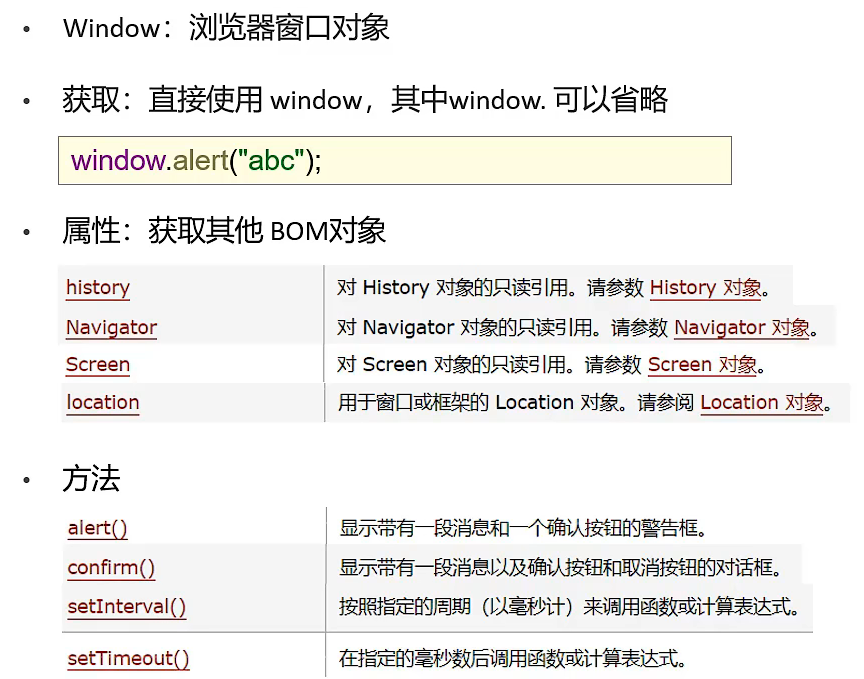 • Window：浏览器窗口对象
• 获取：直接使用 window，其中window. 可以省略
window.alert("abc");
• 属性：获取其他 BOM对象
history 对 History 对象的只读引用。请参数 History 对象。
Navigator 对 Navigator 对象的只读引用。请参数 Navigator 对象。
Screen 对 Screen 对象的只读引用。请参数 Screen 对象。
location 用于窗口或框架的 Location 对象。请参阅 Location 对象。
• 方法
alert() 显示带有一段消息和一个确认按钮的警告框。
confirm() 显示带有一段消息以及确认按钮和取消按钮的对话框。
setInterval() 按照指定的周期（以毫秒计）来调用函数或计算表达式。
setTimeout() 在指定的毫秒数后调用函数或计算表达式。